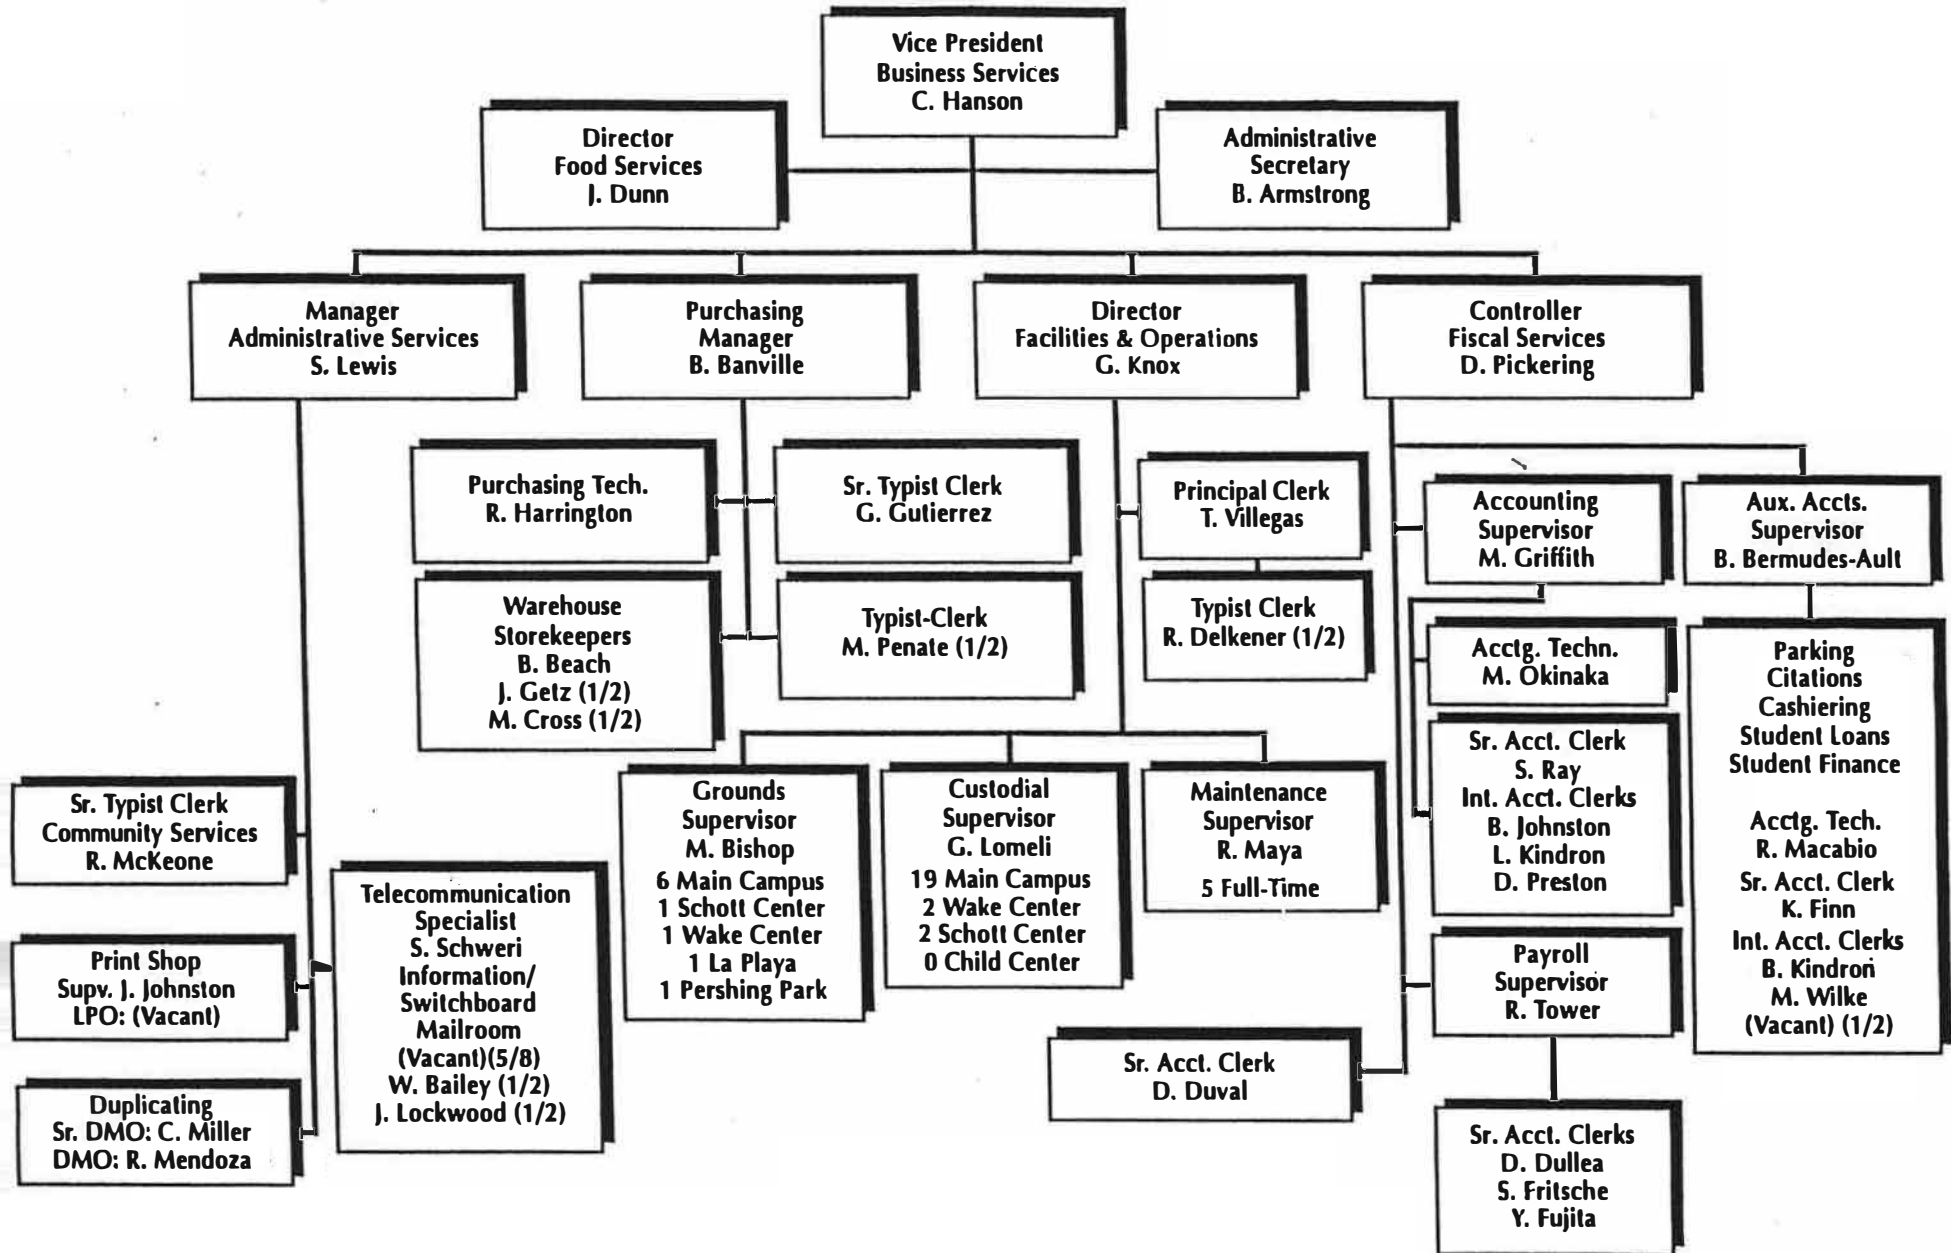 Vice President
Business Services
C. Hanson
Director
Food Services
J. Dunn
Administrative
Secretary
B. Armstrong
Manager
Administrative Services
S. Lewis
Purchasing
Manager
B. Banville
Director
Facilities & Operations
G. Knox
Controller
Fiscal Services
D. Pickering
Purchasing Tech.
R. Harrington
Sr. Typist Clerk
G. Gutierrez
Warehouse
Storekeepers
B. Beach
J. Getz (1/2)
M. Cross (1/2)
Typist-Clerk
M. Penate (1/2)
Principal Clerk
T. Villegas
Typist Clerk
R. Delkener (1/2)
Accounting
Supervisor
M. Griffith
Aux. Accts.
Supervisor
B. Bermudes-Ault
Acctg. Techn.
M. Okinaka
Sr. Acct. Clerk
S. Ray
Int. Acct. Clerks
B. Johnston
L. Kindron
D. Preston
Parking
Citations
Cashiering
Student Loans
Student Finance
Acctg. Tech.
R. Macabio
Sr. Acct. Clerk
K. Finn
Int. Acct. Clerks
B. Kindron
M. Wilke
(Vacant) (1/2)
Sr. Typist Clerk
Community Services
R. McKeone
Print Shop
Supv. J. Johnston
LPO: (Vacant)
Duplicating
Sr. DMO: C. Miller
DMO: R. Mendoza
Telecommunication
Specialist
S. Schweri
Information/
Switchboard
Mailroom
(Vacant)(5/8)
W. Bailey (1/2)
J. Lockwood (1/2)
Grounds
Supervisor
M. Bishop
6 Main Campus
1 Schott Center
1 Wake Center
1 La Playa
1 Pershing Park
Custodial
Supervisor
G. Lomeli
19 Main Campus
2 Wake Center
2 Schott Center
0 Child Center
Maintenance
Supervisor
R. Maya
5 Full-Time
Payroll
Supervisor
R. Tower
Sr. Acct. Clerk
D. Duval
Sr. Acct. Clerks
D. Dullea
S. Fritsche
Y. Fujita